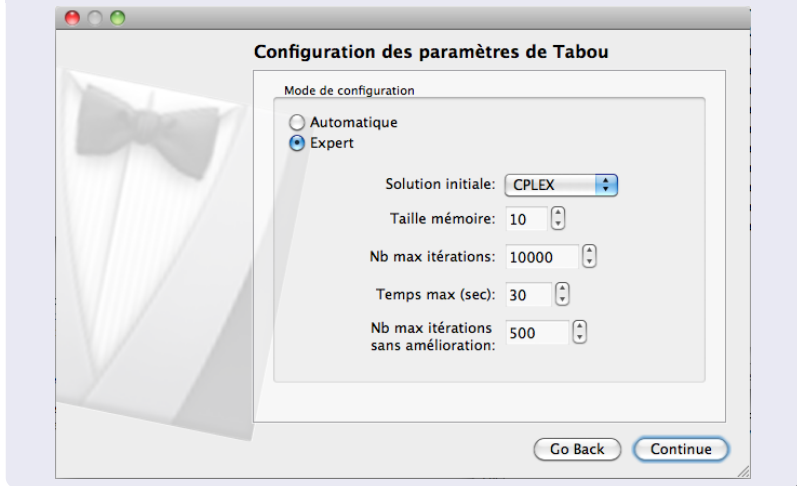 Configuration des paramètres de Tabou
Mode de configuration
Automatique
Expert
Solution initiale: CPLEX
Taille mémoire: 10
Nb max itérations: 10000
Temps max (sec): 30
Nb max itérations
sans amélioration: 500
Go Back Continue